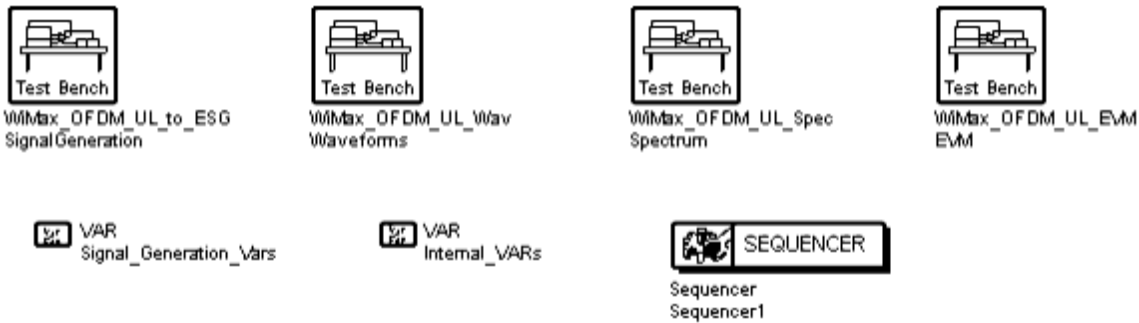 Test Bench
WiMax_OFDM_UL_to_ESG
SignalGeneration
Test Bench
WiMax_OFDM_UL_Wav
Waveforms
Test Bench
WiMax_OFDM_UL_Spec
Spectrum
Test Bench
WiMax_OFDM_UL_EVM
EVM
VAR
Signal_Generation_Vars
VAR
Internal_VARs
SEQUENCER
Sequencer
Sequencer1